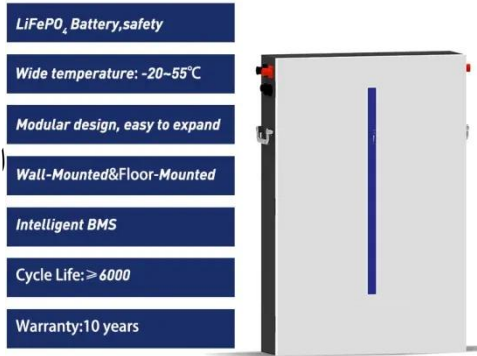 LiFePO₄ Battery,safety
Wide temperature: -20~55℃
Modular design, easy to expand
Wall-Mounted&Floor-Mounted
Intelligent BMS
Cycle Life:≥6000
Warranty:10 years